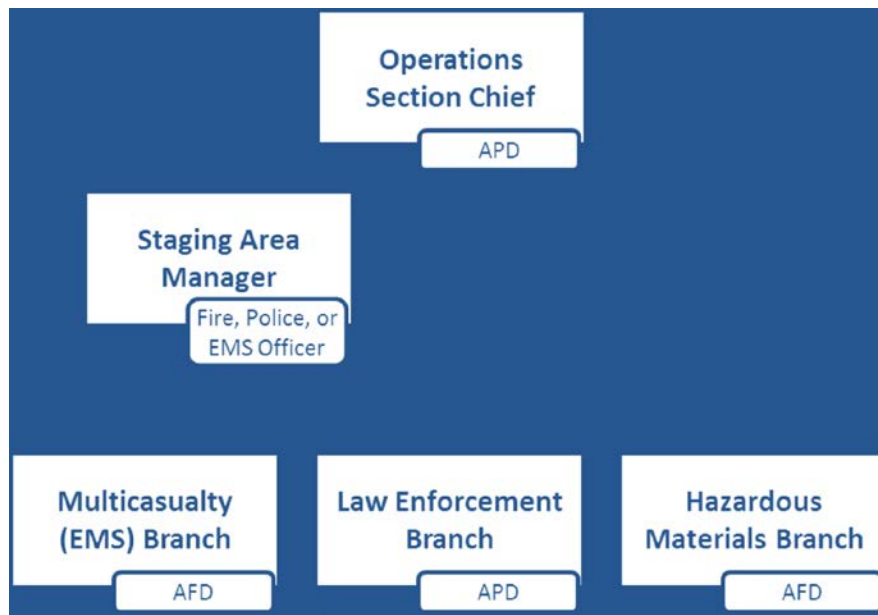 Operations
Section Chief
APD
Staging Area
Manager
Fire, Police, or
EMS Officer
Multicasualty
(EMS) Branch
AFD
Law Enforcement
Branch
APD
Hazardous
Materials Branch
AFD